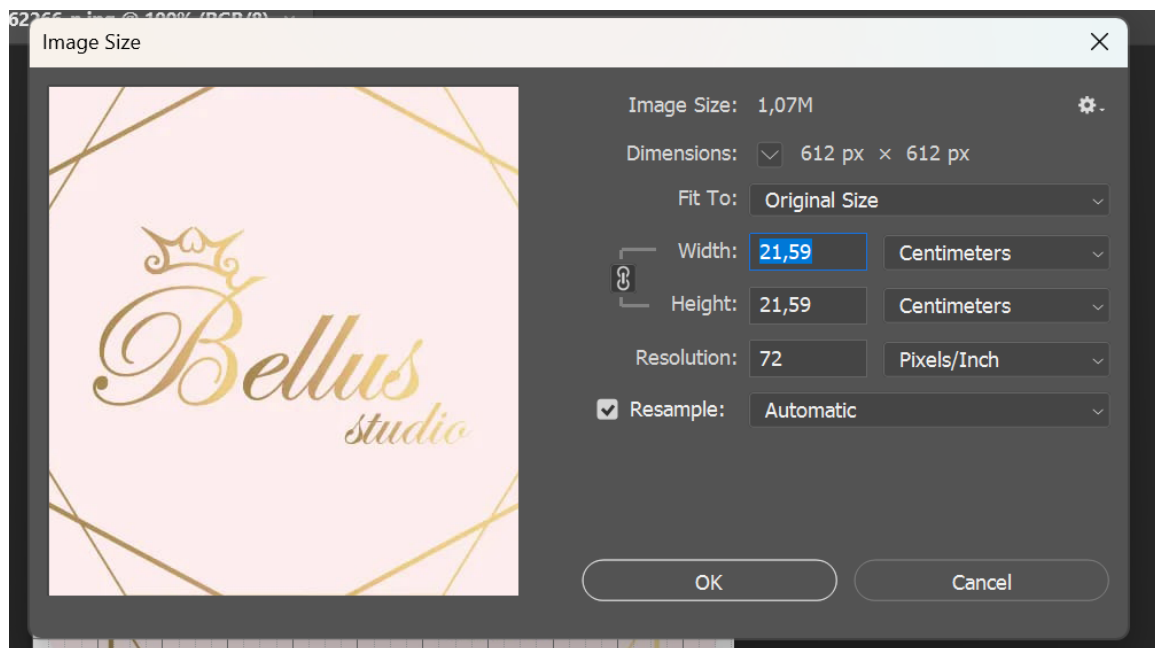 Image Size
Image Size: 1,07M
Dimensions: 612 px × 612 px
Fit To: Original Size
Width: 21,59 Centimeters
Height: 21,59 Centimeters
Resolution: 72 Pixels/Inch
Resample: Automatic
OK Cancel
Bellus
studio